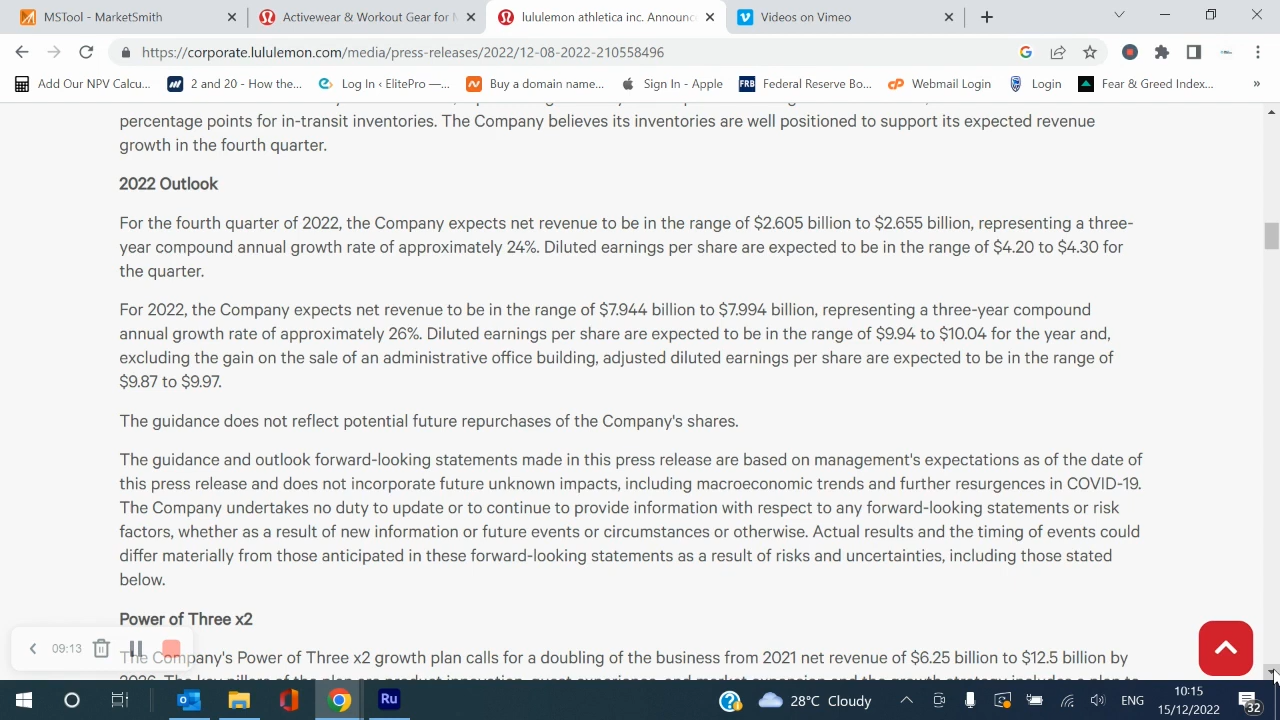 MSTool - MarketSmith
Activewear & Workout Gear for
lululemon athletica inc. Announc
Videos on Vimeo
https://corporate.lululemon.com/media/press-releases/2022/12-08-2022-210558496
Add Our NPV Calcu...
2 and 20 - How the...
Log In ‹ ElitePro —...
Buy a domain name...
Sign In - Apple
FRB
Federal Reserve Bo...
cP
Webmail Login
Login
Fear & Greed Index...
»
percentage points for in-transit inventories. The Company believes its inventories are well positioned to support its expected revenue
growth in the fourth quarter.
2022 Outlook
For the fourth quarter of 2022, the Company expects net revenue to be in the range of $2.605 billion to $2.655 billion, representing a three-
year compound annual growth rate of approximately 24%. Diluted earnings per share are expected to be in the range of $4.20 to $4.30 for
the quarter.
For 2022, the Company expects net revenue to be in the range of $7.944 billion to $7.994 billion, representing a three-year compound
annual growth rate of approximately 26%. Diluted earnings per share are expected to be in the range of $9.94 to $10.04 for the year and,
excluding the gain on the sale of an administrative office building, adjusted diluted earnings per share are expected to be in the range of
$9.87 to $9.97.
The guidance does not reflect potential future repurchases of the Company's shares.
The guidance and outlook forward-looking statements made in this press release are based on management's expectations as of the date of
this press release and does not incorporate future unknown impacts, including macroeconomic trends and further resurgences in COVID-19.
The Company undertakes no duty to update or to continue to provide information with respect to any forward-looking statements or risk
factors, whether as a result of new information or future events or circumstances or otherwise. Actual results and the timing of events could
differ materially from those anticipated in these forward-looking statements as a result of risks and uncertainties, including those stated
below.
Power of Three x2
09:13
The Company's Power of Three x2 growth plan calls for a doubling of the business from 2021 net revenue of $6.25 billion to $12.5 billion by
Ru
28°C Cloudy
ENG
10:15
15/12/2022
32